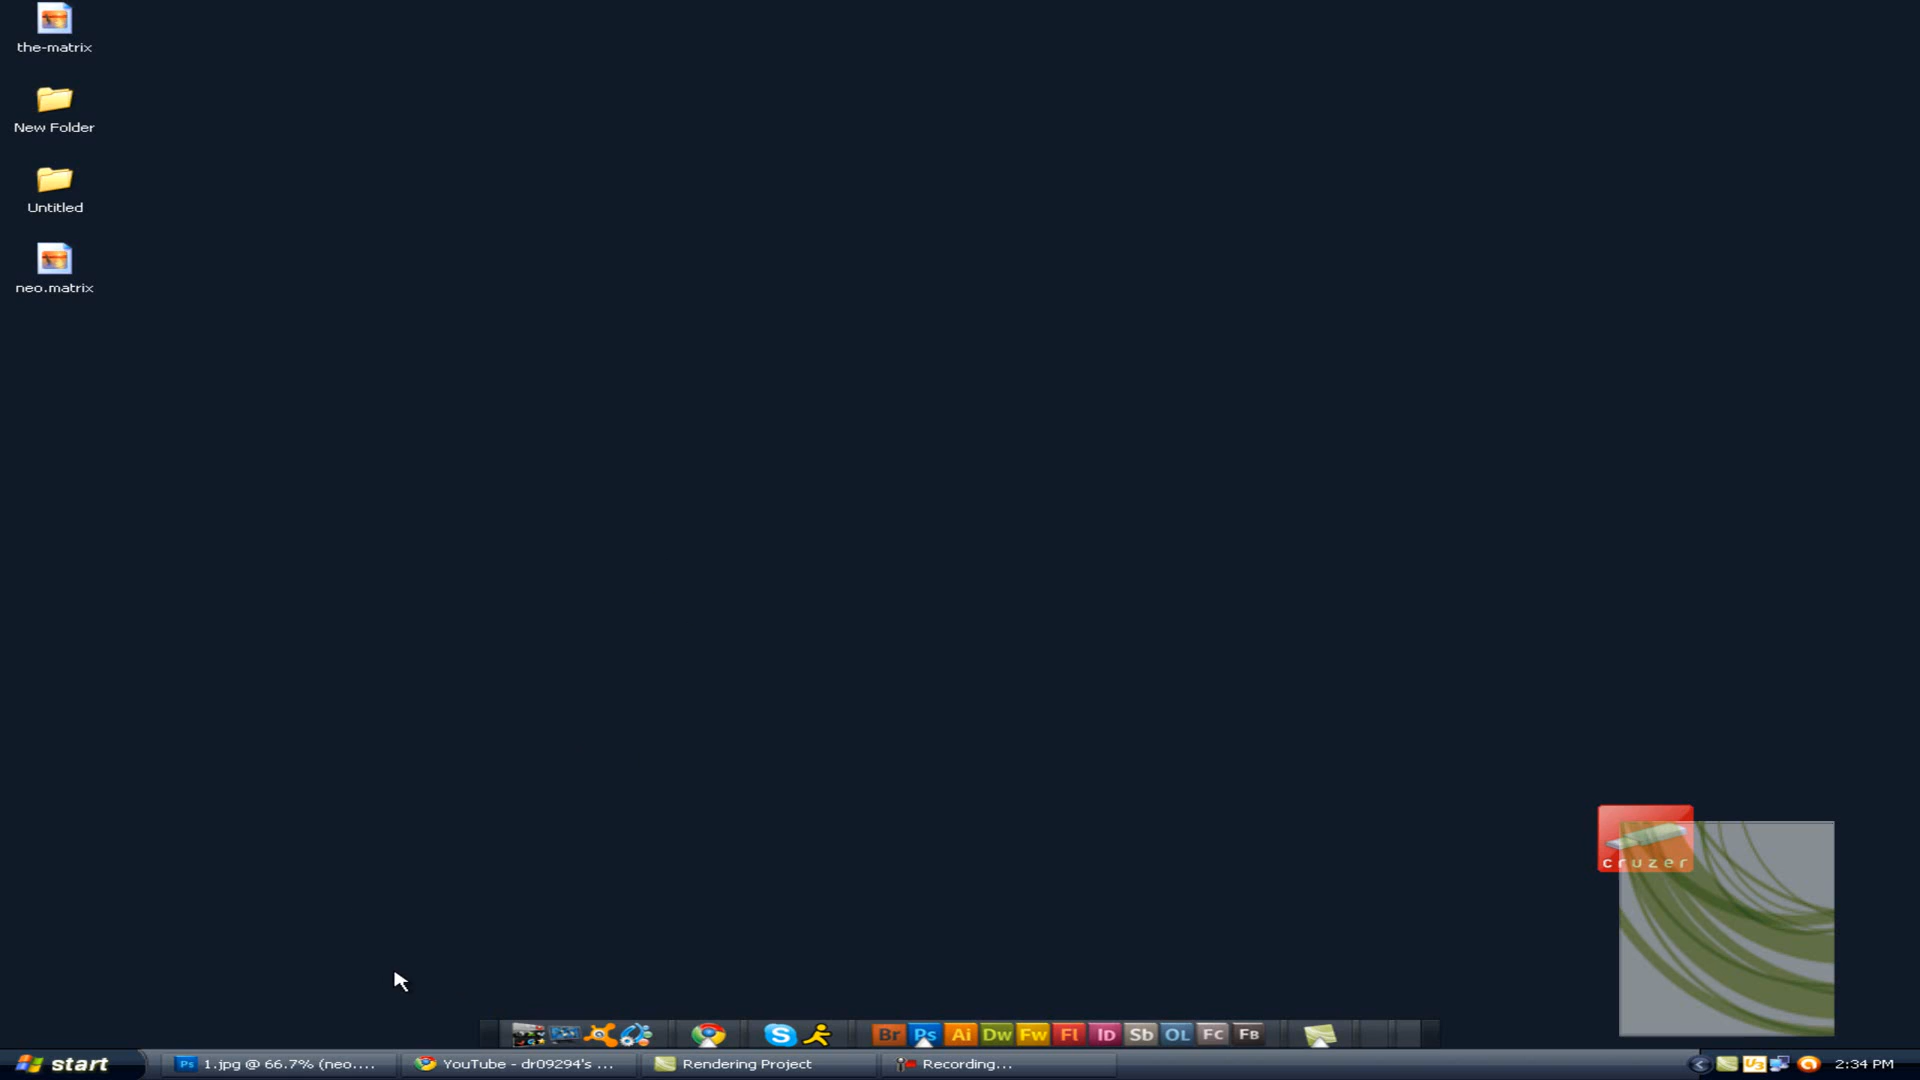 the-matrix
New Folder
Untitled
neo.matrix
cruzer
Br Ps Ai Dw Fw Fl ID Sb OL Fc FB
start
1.jpg @ 66.7% (neo....
YouTube - dr09294's ...
Rendering Project
Recording...
U3
2:34 PM